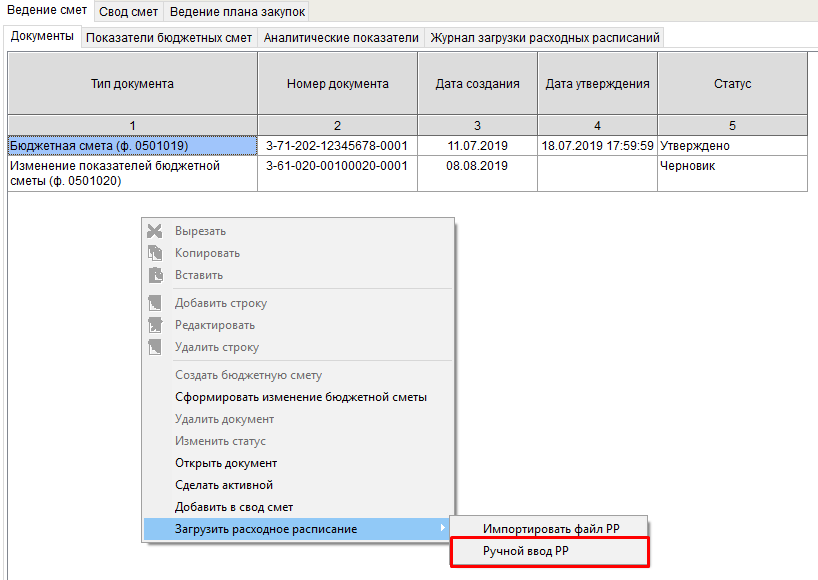 Ведение смет Свод смет Ведение плана закупок
Документы Показатели бюджетных смет Аналитические показатели Журнал загрузки расходных расписаний
Тип документа Номер документа Дата создания Дата утверждения Статус
1 2 3 4 5
Бюджетная смета (ф. 0501019) 3-71-202-12345678-0001 11.07.2019 18.07.2019 17:59:59 Утверждено
Изменение показателей бюджетной 3-61-020-00100020-0001 08.08.2019 Черновик
сметы (ф. 0501020)
Вырезать
Копировать
Вставить
Добавить строку
Редактировать
Удалить строку
Создать бюджетную смету
Сформировать изменение бюджетной сметы
Удалить документ
Изменить статус
Открыть документ
Сделать активной
Добавить в свод смет
Загрузить расходное расписание
Импортировать файл РР
Ручной ввод РР